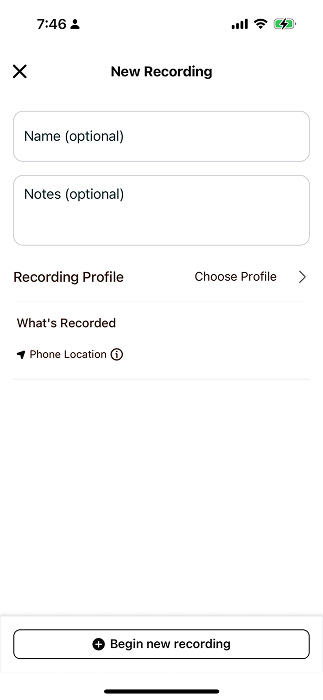 7:46
New Recording
Name (optional)
Notes (optional)
Recording Profile Choose Profile
What's Recorded
Phone Location
Begin new recording